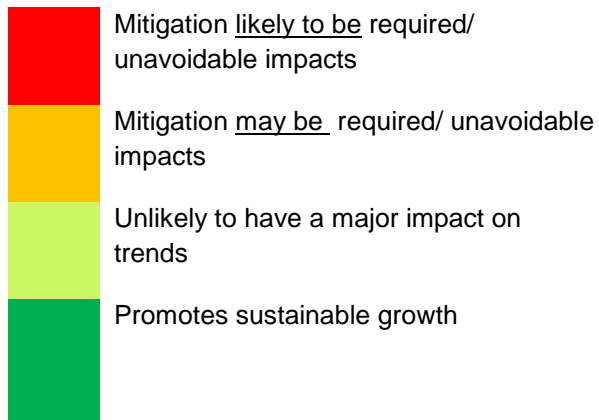 Mitigation likely to be required/
unavoidable impacts
Mitigation may be required/ unavoidable
impacts
Unlikely to have a major impact on
trends
Promotes sustainable growth